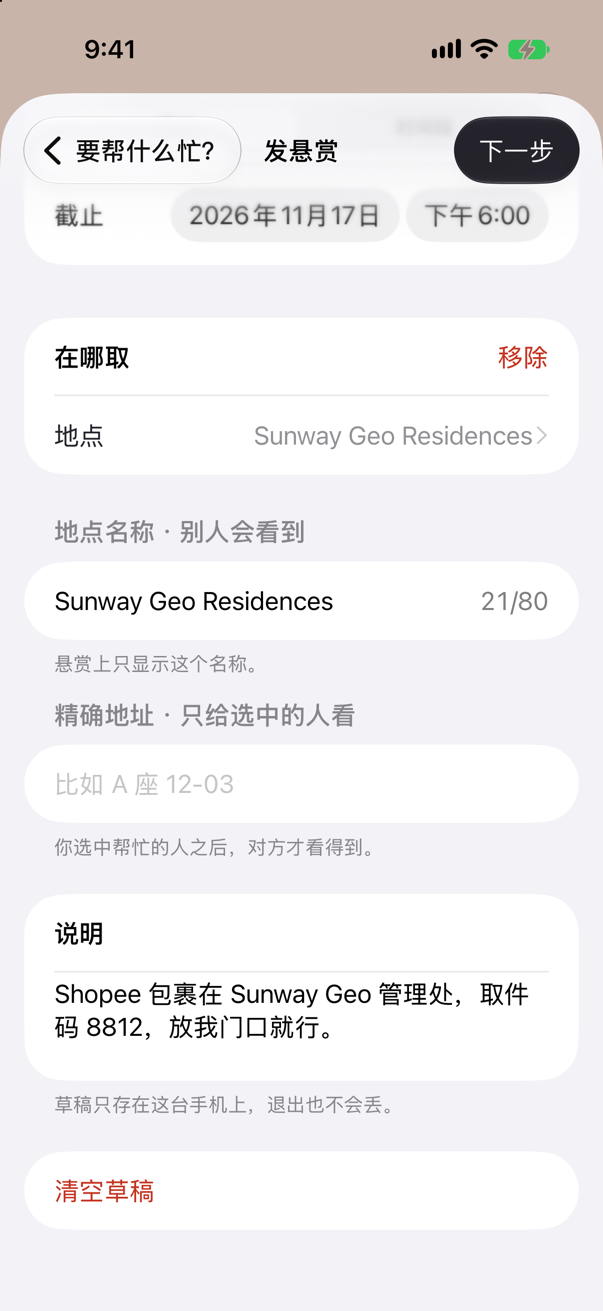 9:41
要帮什么忙?
发悬赏
下一步
截止
2026年11月17日
下午6:00
在哪取
移除
地点
Sunway Geo Residences
地点名称 · 别人会看到
Sunway Geo Residences
21/80
悬赏上只显示这个名称。
精确地址 · 只给选中的人看
比如 A 座 12-03
你选中帮忙的人之后，对方才看得到。
说明
Shopee 包裹在 Sunway Geo 管理处，取件
码 8812，放我门口就行。
草稿只存在这台手机上，退出也不会丢。
清空草稿